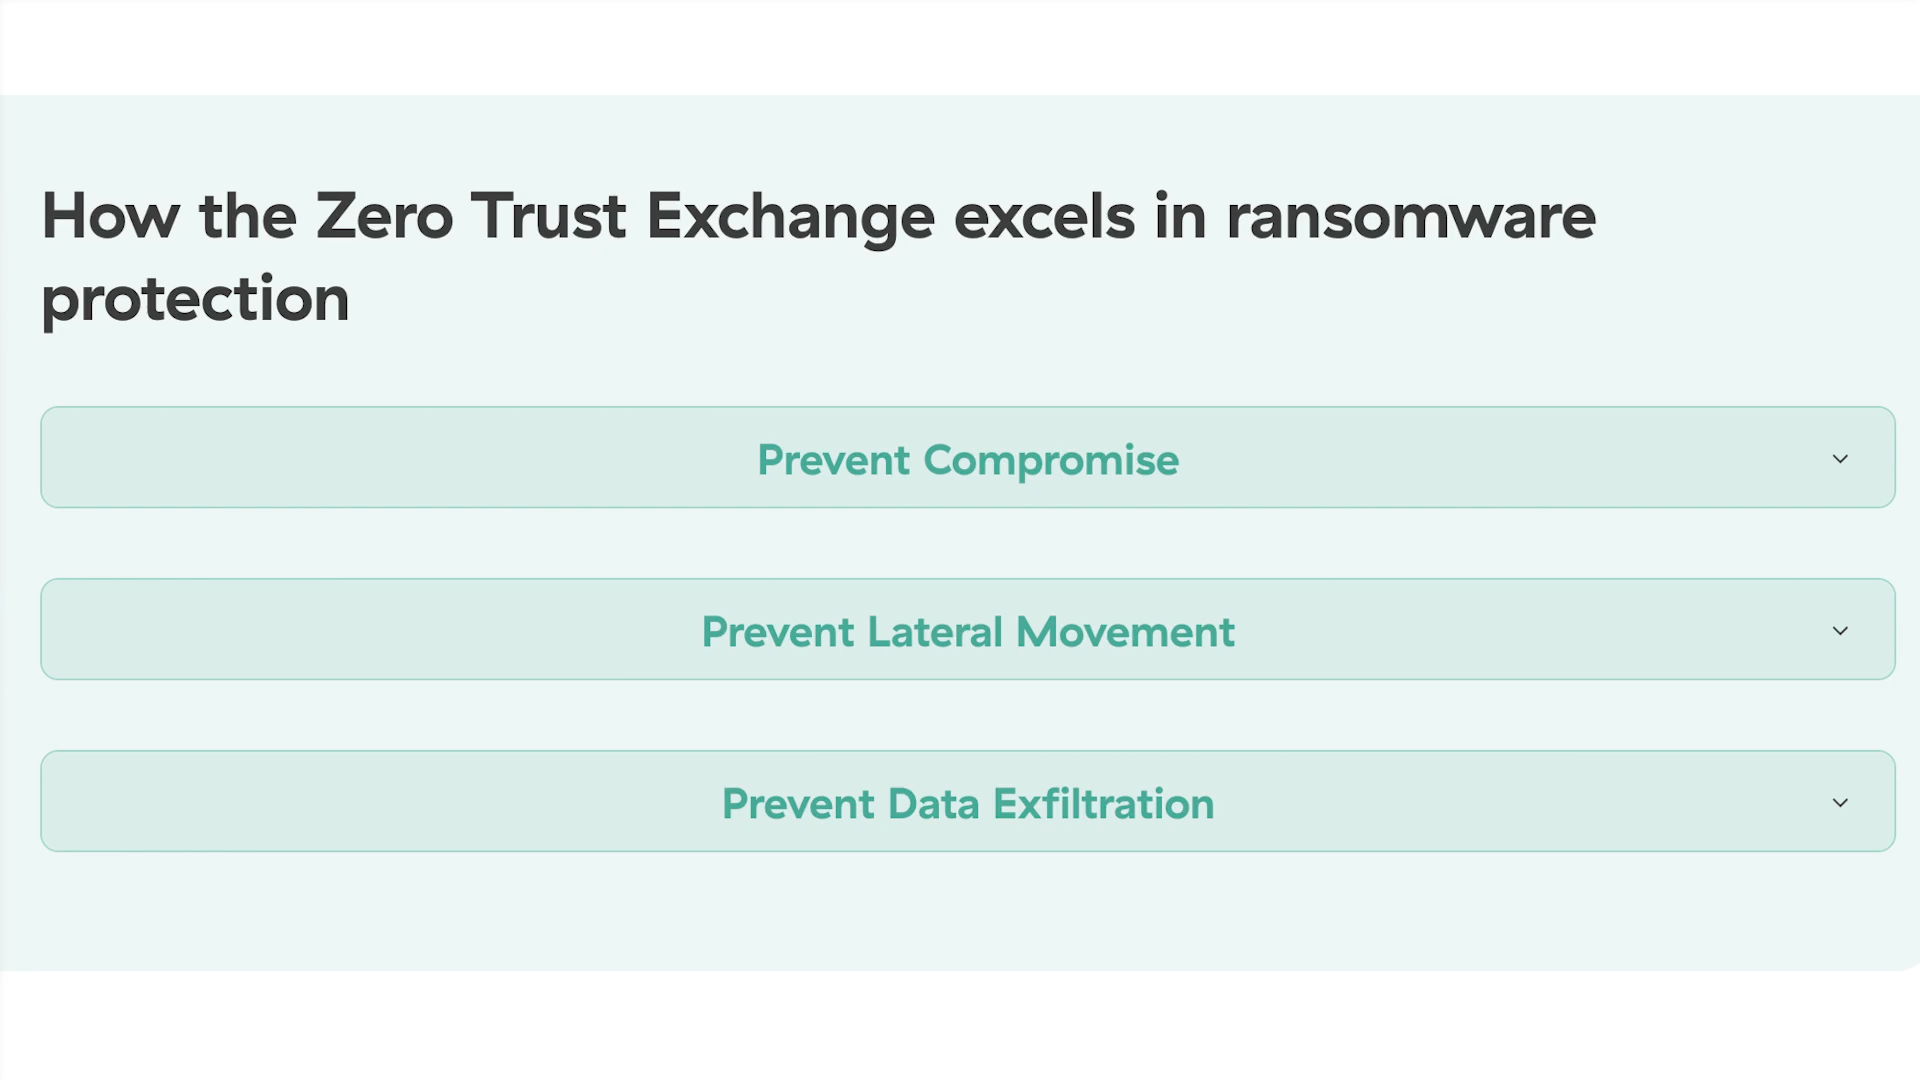 How the Zero Trust Exchange excels in ransomware
protection
Prevent Compromise
Prevent Lateral Movement
Prevent Data Exfiltration